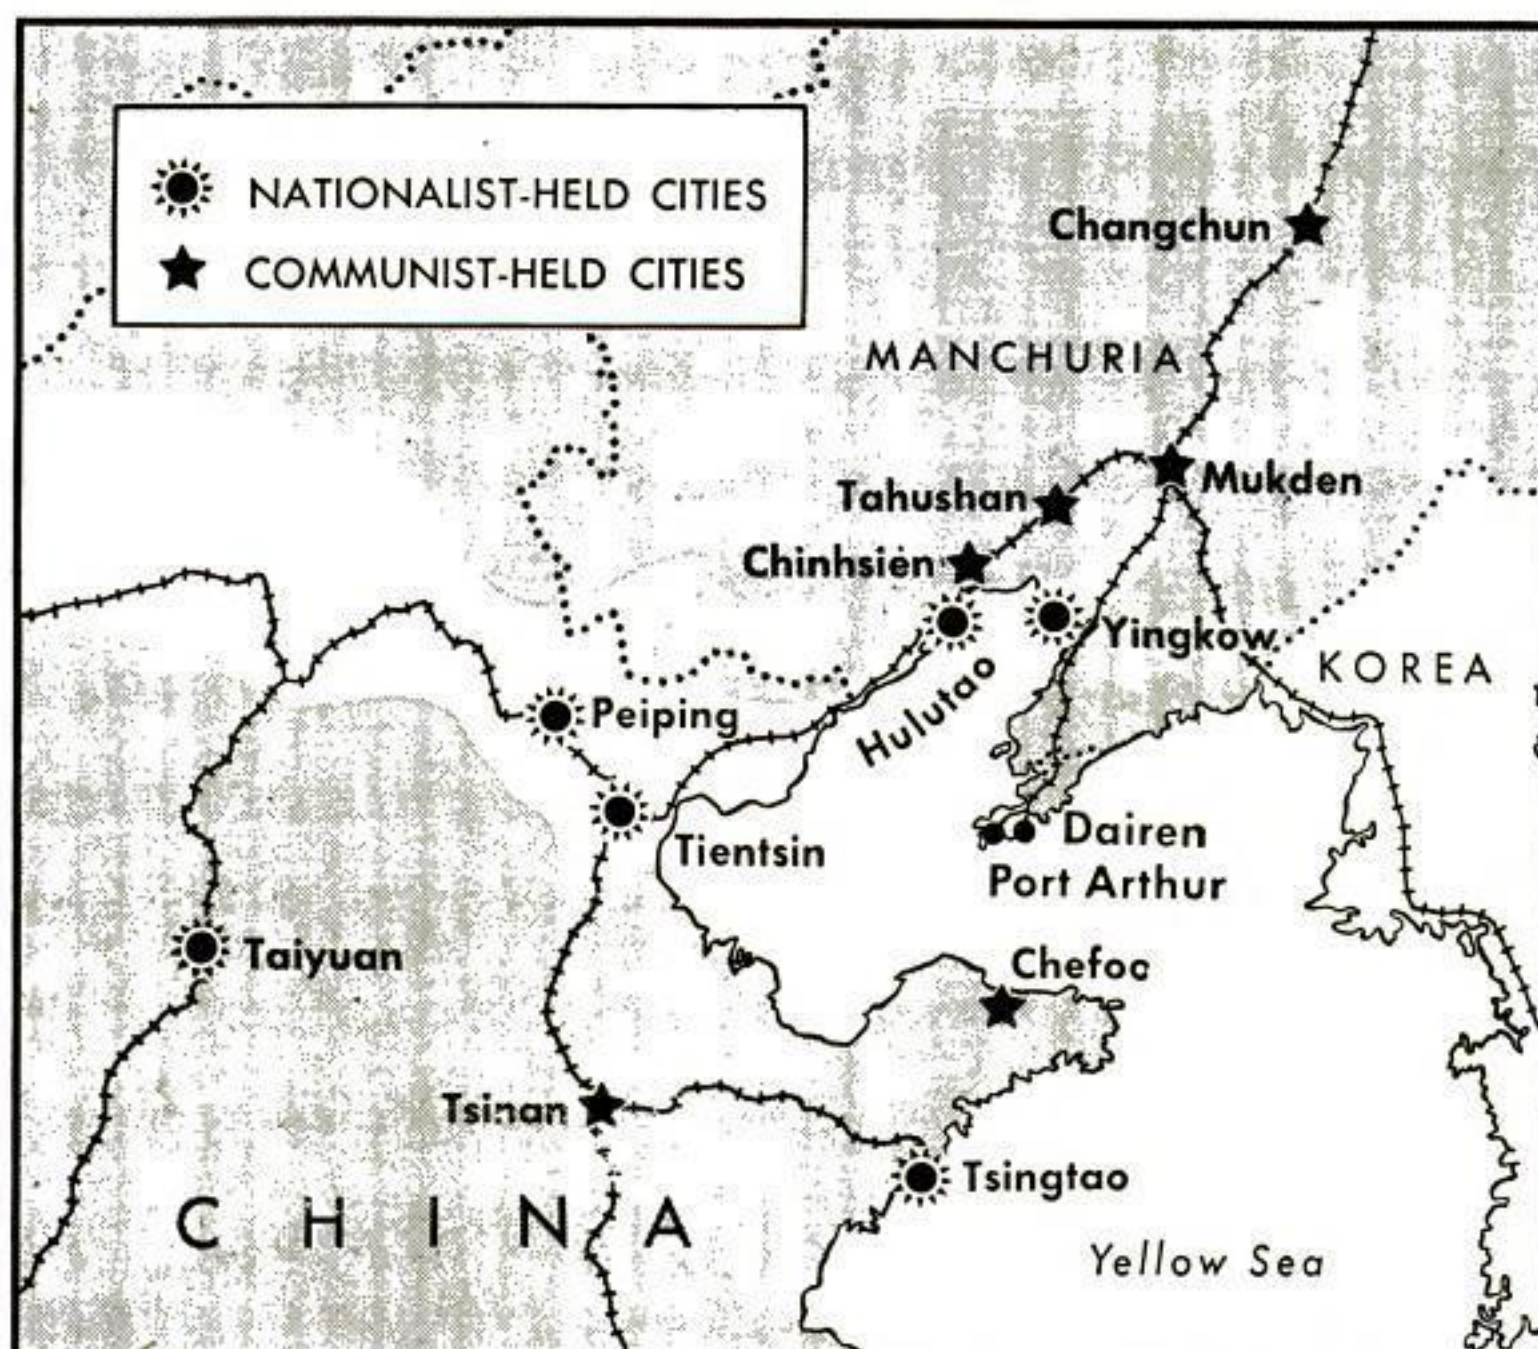 NATIONALIST-HELD CITIES
COMMUNIST-HELD CITIES
Changchun
MANCHURIA
Mukden
Tahushan
Chinhsien
Yingkow
KOREA
Hulutao
Peiping
Tientsin
Dairen
Port Arthur
Taiyuan
Chefoo
Tsinan
Tsingtao
CHINA
Yellow Sea